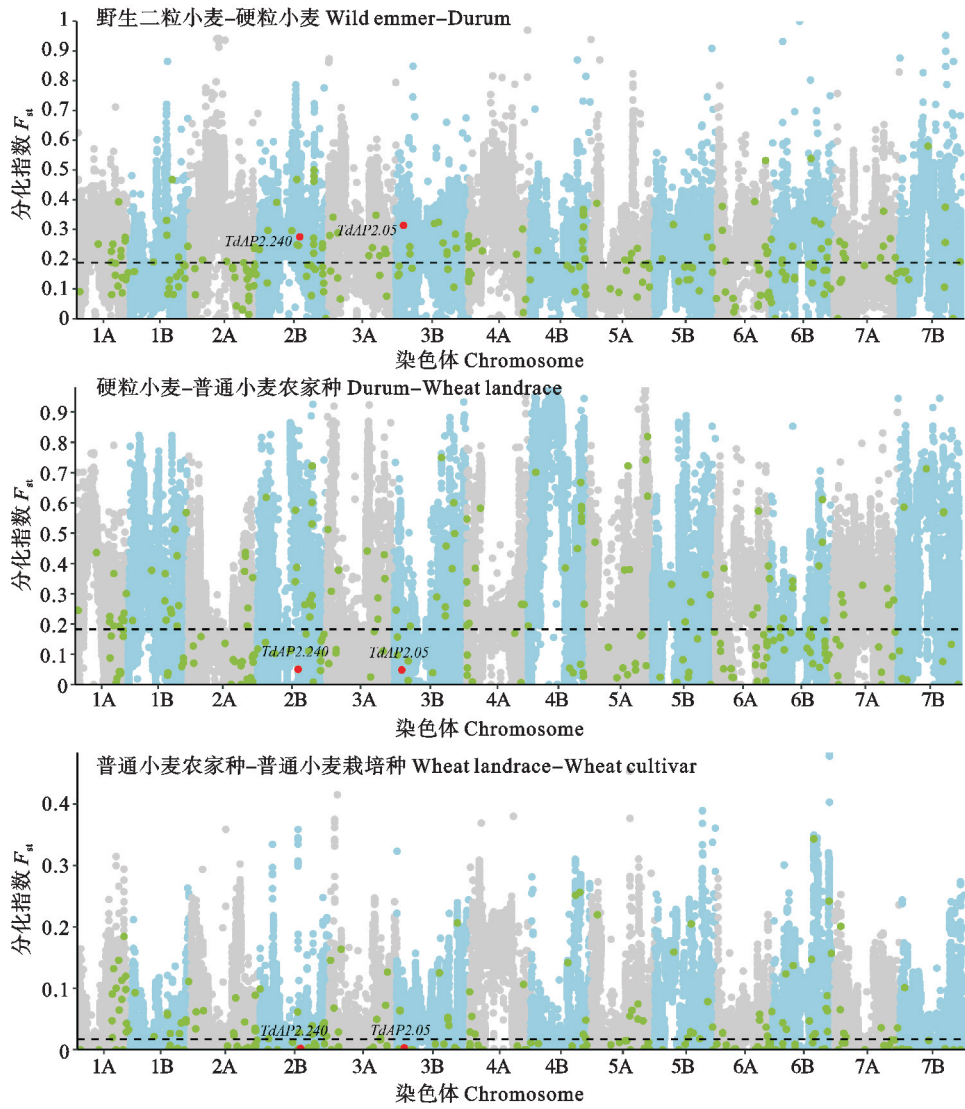 野生二粒小麦–硬粒小麦 Wild emmer–Durum
分化指数 Fst
1
0.9
0.8
0.7
0.6
0.5
0.4
0.3
0.2
0.1
0
TdAP2.240
TdAP2.05
1A 1B 2A 2B 3A 3B 4A 4B 5A 5B 6A 6B 7A 7B
染色体 Chromosome
硬粒小麦–普通小麦农家种 Durum–Wheat landrace
分化指数 Fst
0.9
0.8
0.7
0.6
0.5
0.4
0.3
0.2
0.1
0
TdAP2.240
TdAP2.05
1A 1B 2A 2B 3A 3B 4A 4B 5A 5B 6A 6B 7A 7B
染色体 Chromosome
普通小麦农家种–普通小麦栽培种 Wheat landrace–Wheat cultivar
分化指数 Fst
0.4
0.3
0.2
0.1
0
TdAP2.240
TdAP2.05
1A 1B 2A 2B 3A 3B 4A 4B 5A 5B 6A 6B 7A 7B
染色体 Chromosome